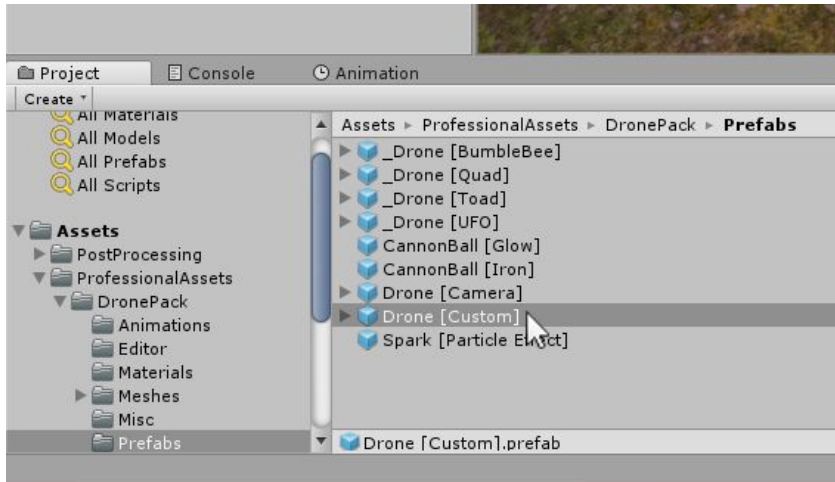 Project Console Animation
Create
All Materials
All Models
All Prefabs
All Scripts
Assets
PostProcessing
ProfessionalAssets
DronePack
Animations
Editor
Materials
Meshes
Misc
Prefabs
Assets ▸ ProfessionalAssets ▸ DronePack ▸ Prefabs
_Drone [BumbleBee]
_Drone [Quad]
_Drone [Toad]
_Drone [UFO]
CannonBall [Glow]
CannonBall [Iron]
Drone [Camera]
Drone [Custom]
Spark [Particle Effect]
Drone [Custom].prefab